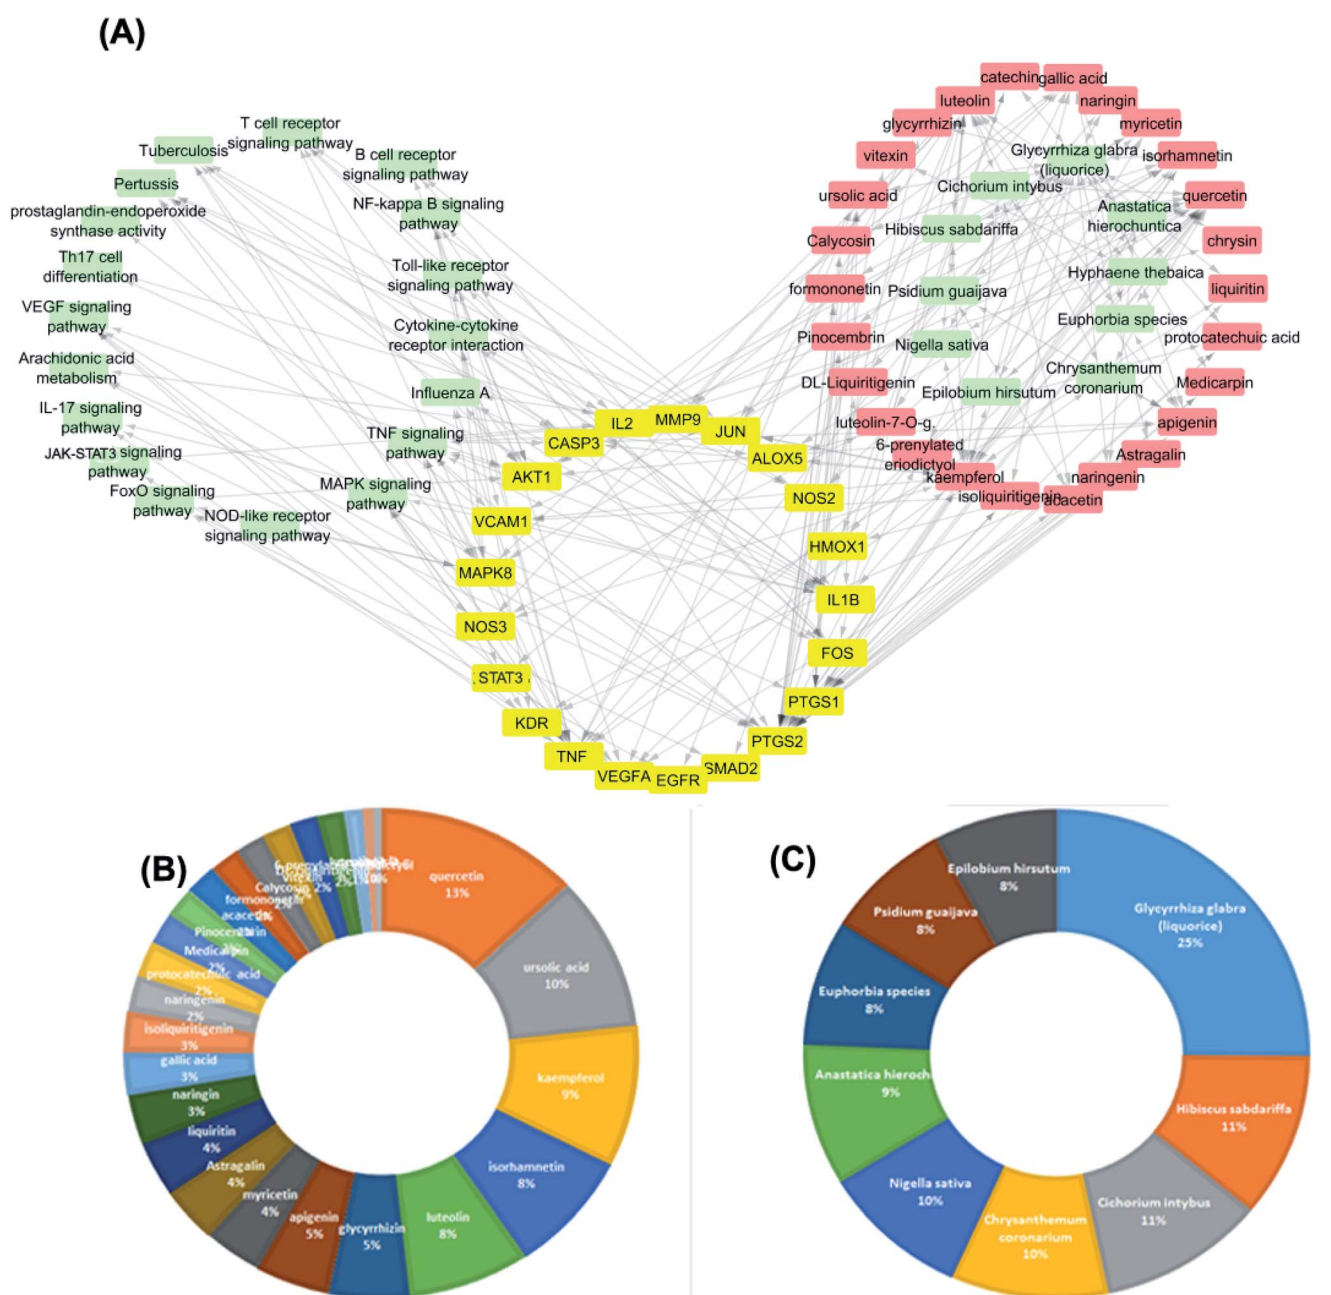 (A)
T cell receptor
signaling pathway
Tuberculosis
B cell receptor
signaling pathway
Pertussis
NF-kappa B signaling
pathway
prostaglandin-endoperoxide
synthase activity
Th17 cell
differentiation
Toll-like receptor
signaling pathway
VEGF signaling
pathway
Cytokine-cytokine
receptor interaction
Arachidonic acid
metabolism
Influenza A
IL-17 signaling
pathway
TNF signaling
pathway
JAK-STAT3 signaling
pathway
MAPK signaling
pathway
FoxO signaling
pathway
NOD-like receptor
signaling pathway
catechin
gallic acid
luteolin
naringin
glycyrrhizin
myricetin
vitexin
Glycyrrhiza glabra
(liquorice)
isorhamnetin
ursolic acid
Cichorium intybus
quercetin
Calycosin
Hibiscus sabdariffa
Anastatica
hierochuntica
chrysin
formononetin
Psidium guaijava
Hyphaene thebaica
liquiritin
Pinocembrin
Nigella sativa
Euphorbia species
protocatechuic acid
DL-Liquiritigenin
Epilobium hirsutum
Chrysanthemum
coronarium
Medicarpin
luteolin-7-O-g.
apigenin
6-prenylated
eriodictyol
Astragalin
kaempferol
naringenin
isoliquiritigenin
acacetin
IL2
MMP9
JUN
CASP3
ALOX5
AKT1
NOS2
VCAM1
HMOX1
MAPK8
IL1B
NOS3
FOS
STAT3
PTGS1
KDR
PTGS2
TNF
SMAD2
VEGFA
EGFR
(B)
quercetin
13%
ursolic acid
10%
kaempferol
9%
isorhamnetin
8%
luteolin
8%
glycyrrhizin
5%
apigenin
5%
myricetin
4%
Astragalin
4%
liquiritin
4%
naringin
3%
gallic acid
3%
isoliquiritigenin
3%
naringenin
2%
protocatechuic acid
2%
Medicarpin
2%
Pinocembrin
acacetin
formononetin
Calycosin
vitexin
2%
(C)
Glycyrrhiza glabra
(liquorice)
25%
Hibiscus sabdariffa
11%
Cichorium intybus
11%
Chrysanthemum
coronarium
10%
Nigella sativa
10%
Anastatica hieroch
9%
Euphorbia species
8%
Psidium guaijava
8%
Epilobium hirsutum
8%